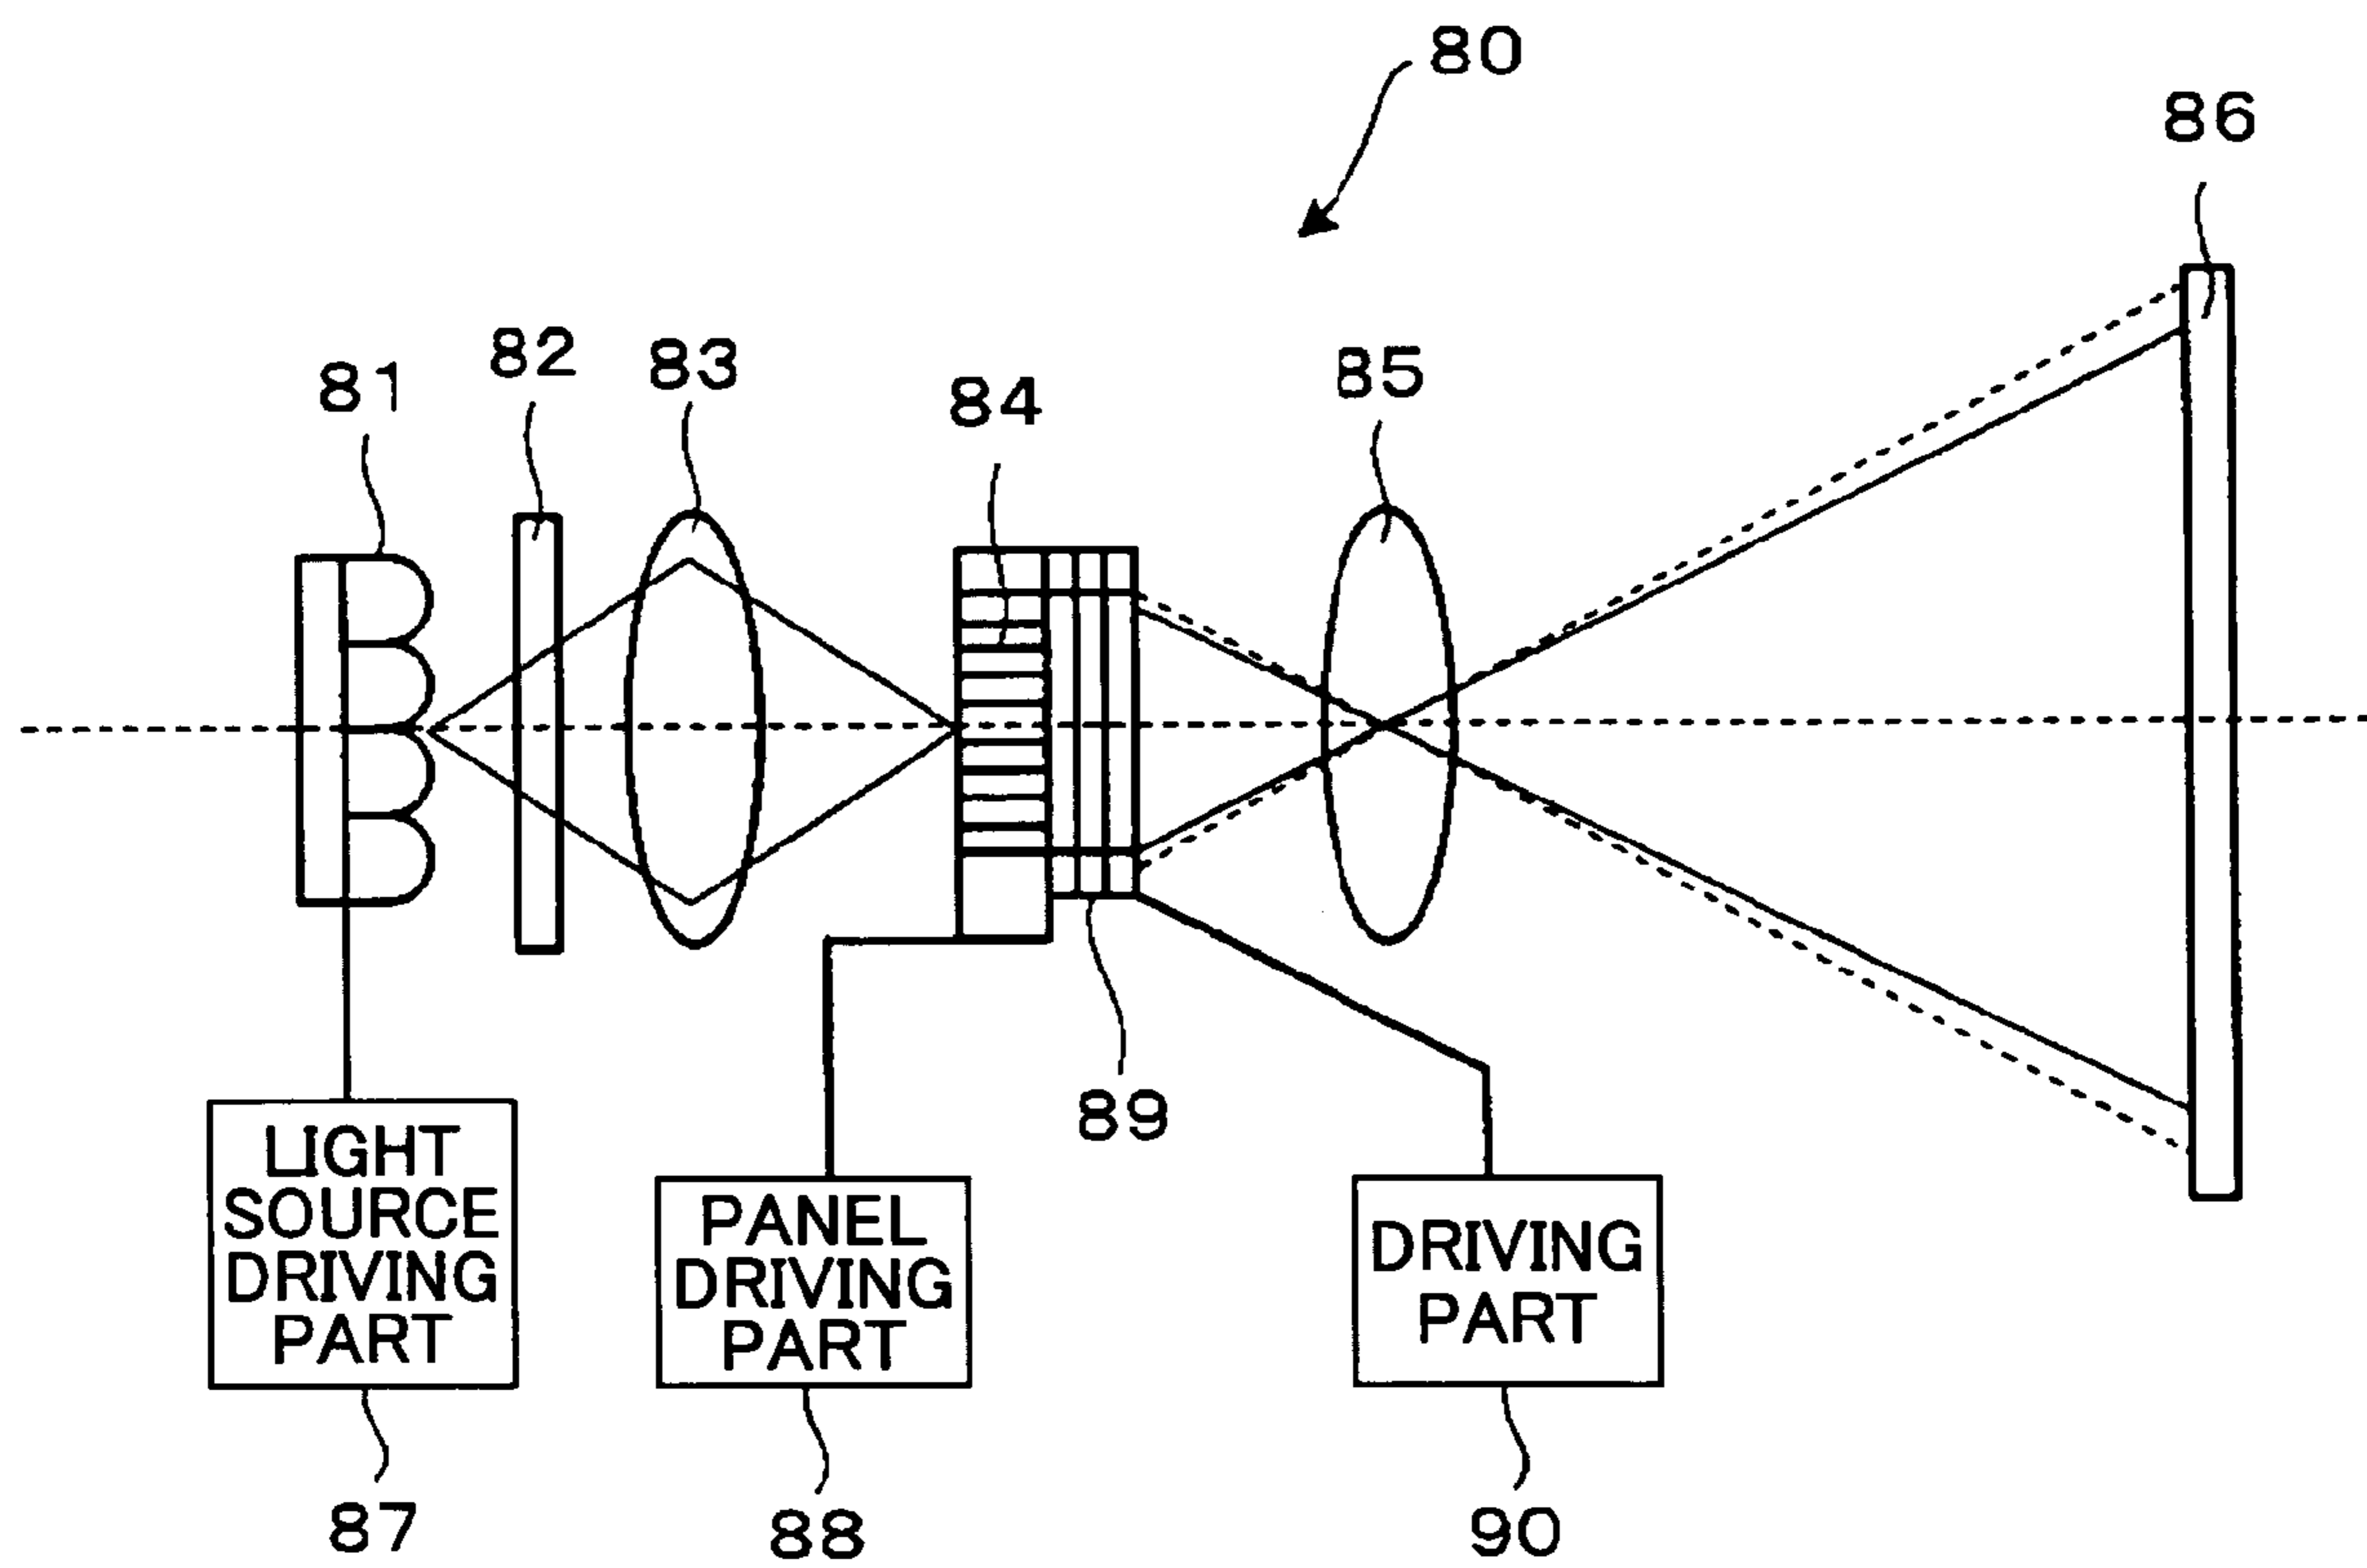 80
86
82
83
81
85
84
89
LIGHT
SOURCE
DRIVING
PART
PANEL
DRIVING
PART
DRIVING
PART
87
88
90